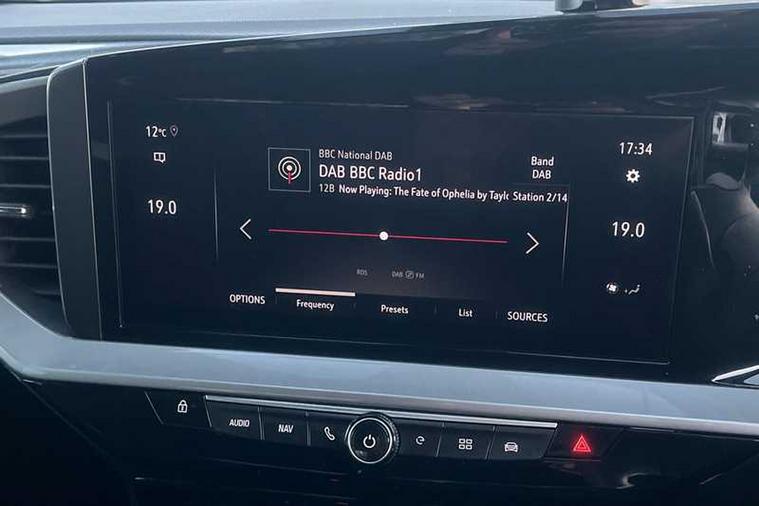 12°C
17:34
BBC National DAB
DAB BBC Radio1
12B Now Playing: The Fate of Ophelia by Taylo
Station 2/14
Band
DAB
19.0
19.0
RDS
DAB FM
OPTIONS
Frequency
Presets
List
SOURCES
AUDIO
NAV